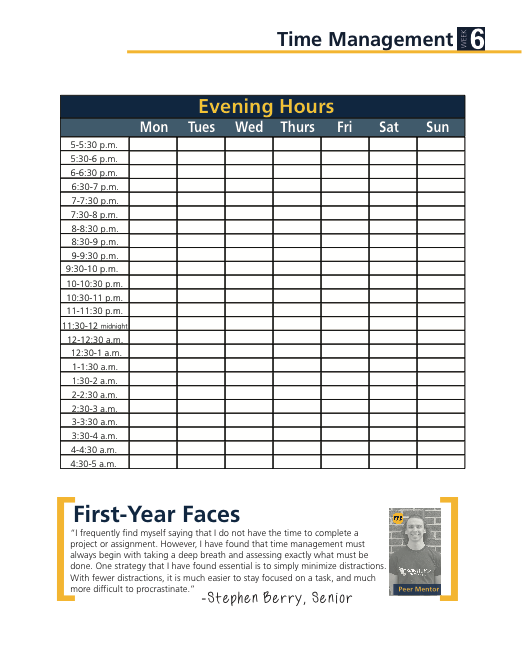 Time Management WEEK 6
Evening Hours
Mon Tues Wed Thurs Fri Sat Sun
5-5:30 p.m.
5:30-6 p.m.
6-6:30 p.m.
6:30-7 p.m.
7-7:30 p.m.
7:30-8 p.m.
8-8:30 p.m.
8:30-9 p.m.
9-9:30 p.m.
9:30-10 p.m.
10-10:30 p.m.
10:30-11 p.m.
11-11:30 p.m.
11:30-12 midnight
12-12:30 a.m.
12:30-1 a.m.
1-1:30 a.m.
1:30-2 a.m.
2-2:30 a.m.
2:30-3 a.m.
3-3:30 a.m.
3:30-4 a.m.
4-4:30 a.m.
4:30-5 a.m.
First-Year Faces
“I frequently find myself saying that I do not have the time to complete a
project or assignment. However, I have found that time management must
always begin with taking a deep breath and assessing exactly what must be
done. One strategy that I have found essential is to simply minimize distractions.
With fewer distractions, it is much easier to stay focused on a task, and much
more difficult to procrastinate.”
-Stephen Berry, Senior
Peer Mentor